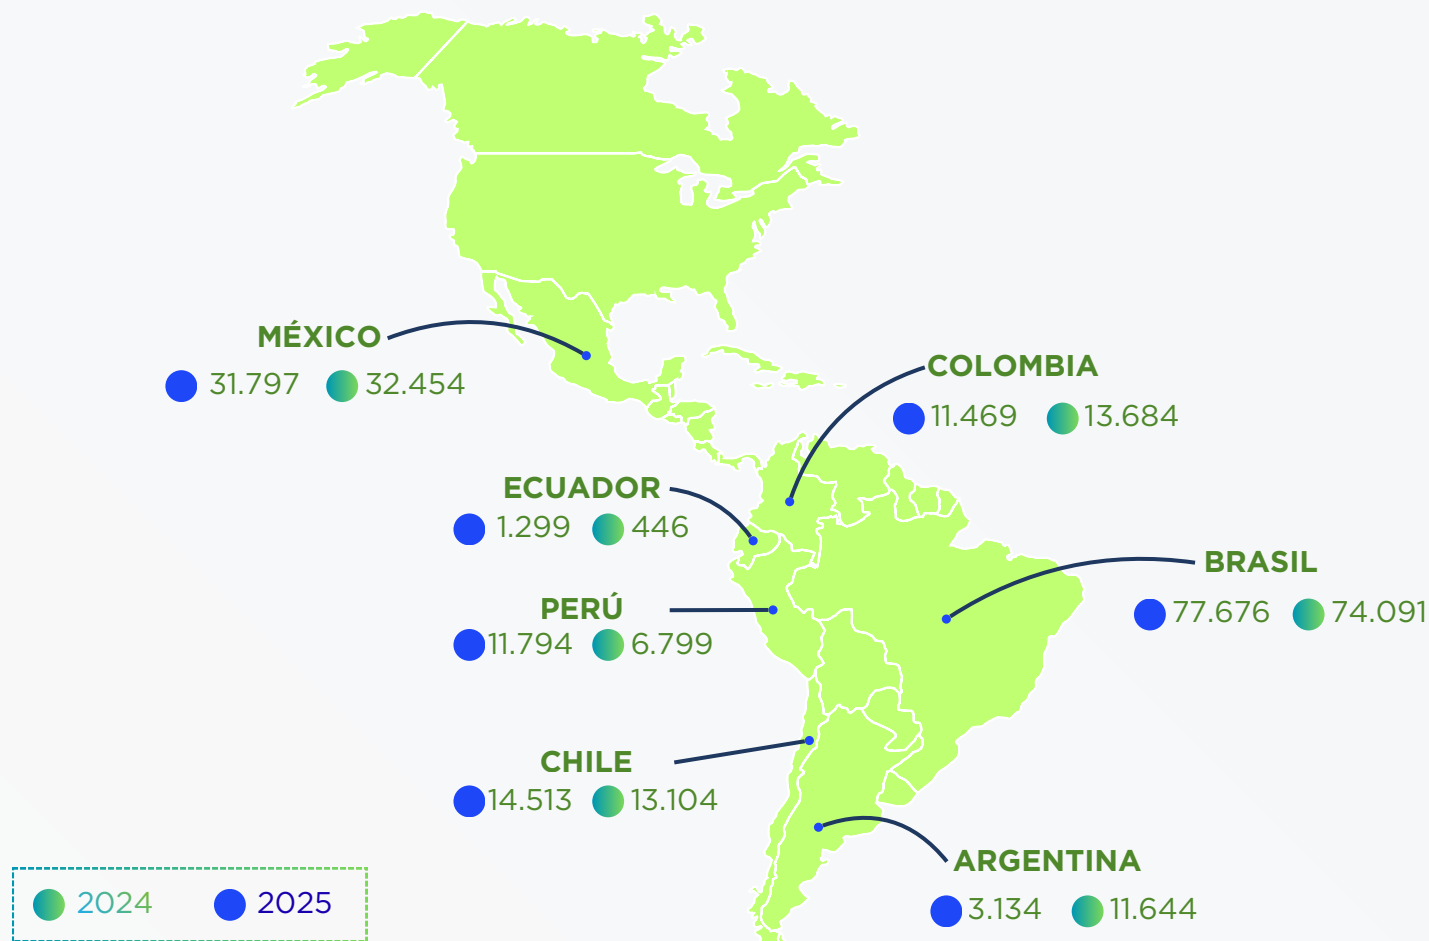 MÉXICO
31.797 32.454
COLOMBIA
11.469 13.684
ECUADOR
1.299 446
BRASIL
77.676 74.091
PERÚ
11.794 6.799
CHILE
14.513 13.104
ARGENTINA
3.134 11.644
2024 2025